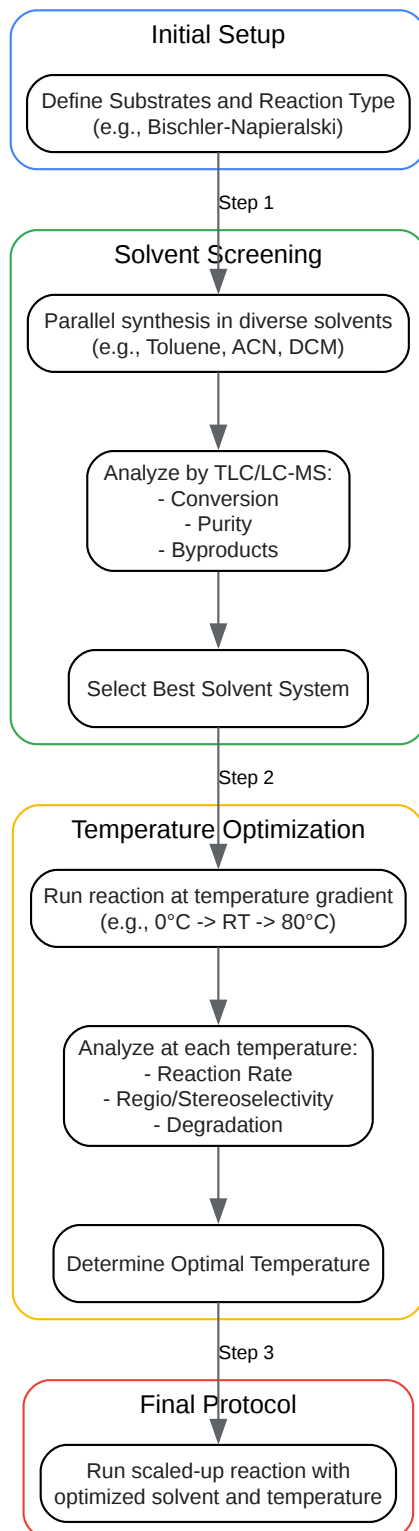 Initial Setup
Define Substrates and Reaction Type
(e.g., Bischler-Napieralski)
Step 1
Solvent Screening
Parallel synthesis in diverse solvents
(e.g., Toluene, ACN, DCM)
Analyze by TLC/LC-MS:
- Conversion
- Purity
- Byproducts
Select Best Solvent System
Step 2
Temperature Optimization
Run reaction at temperature gradient
(e.g., 0°C -> RT -> 80°C)
Analyze at each temperature:
- Reaction Rate
- Regio/Stereoselectivity
- Degradation
Determine Optimal Temperature
Step 3
Final Protocol
Run scaled-up reaction with
optimized solvent and temperature